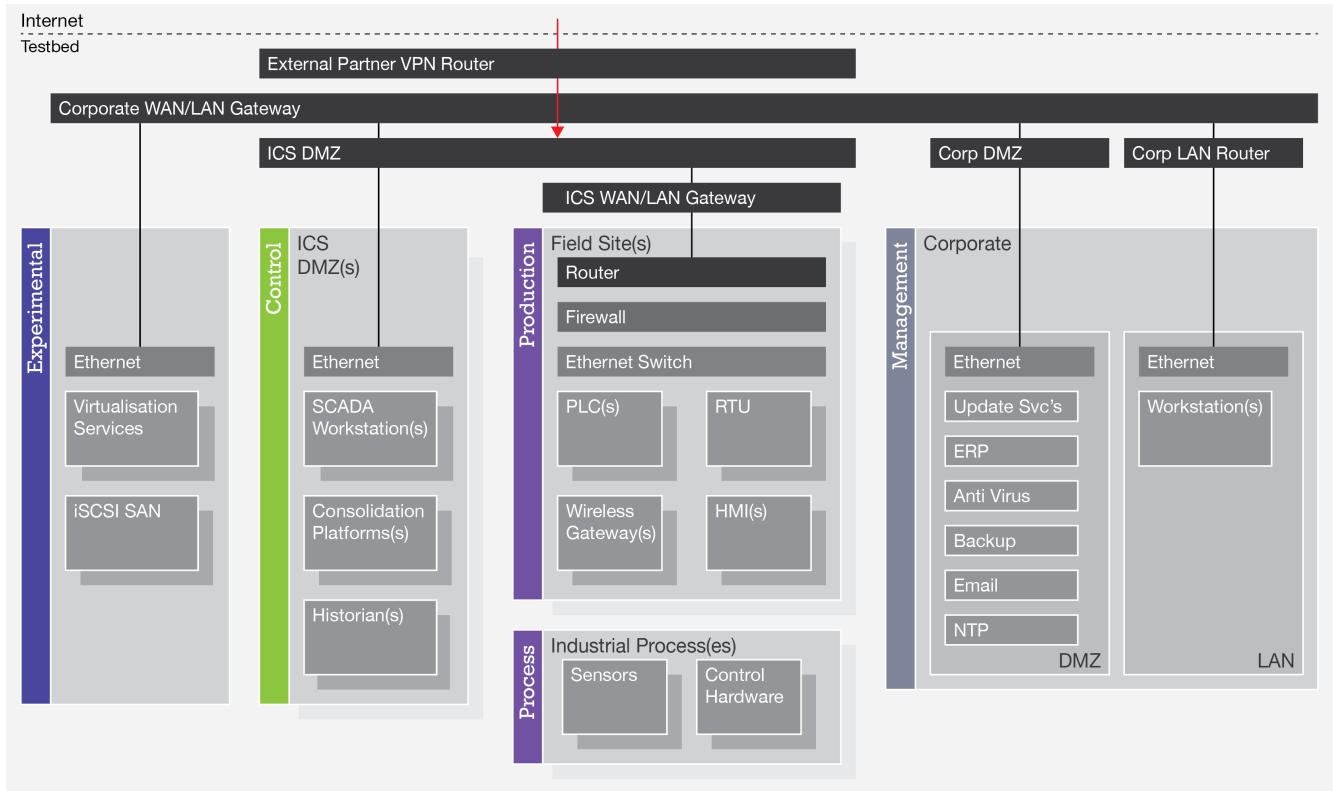 Internet
Testbed
External Partner VPN Router
Corporate WAN/LAN Gateway
ICS DMZ
Corp DMZ
Corp LAN Router
ICS WAN/LAN Gateway
Experimental
Ethernet
Virtualisation
Services
iSCSI SAN
Control
ICS
DMZ(s)
Ethernet
SCADA
Workstation(s)
Consolidation
Platforms(s)
Historian(s)
Production
Field Site(s)
Router
Firewall
Ethernet Switch
PLC(s)
RTU
Wireless
Gateway(s)
HMI(s)
Process
Industrial Process(es)
Sensors
Control
Hardware
Management
Corporate
Ethernet
Update Svc's
ERP
Anti Virus
Backup
Email
NTP
DMZ
Ethernet
Workstation(s)
LAN